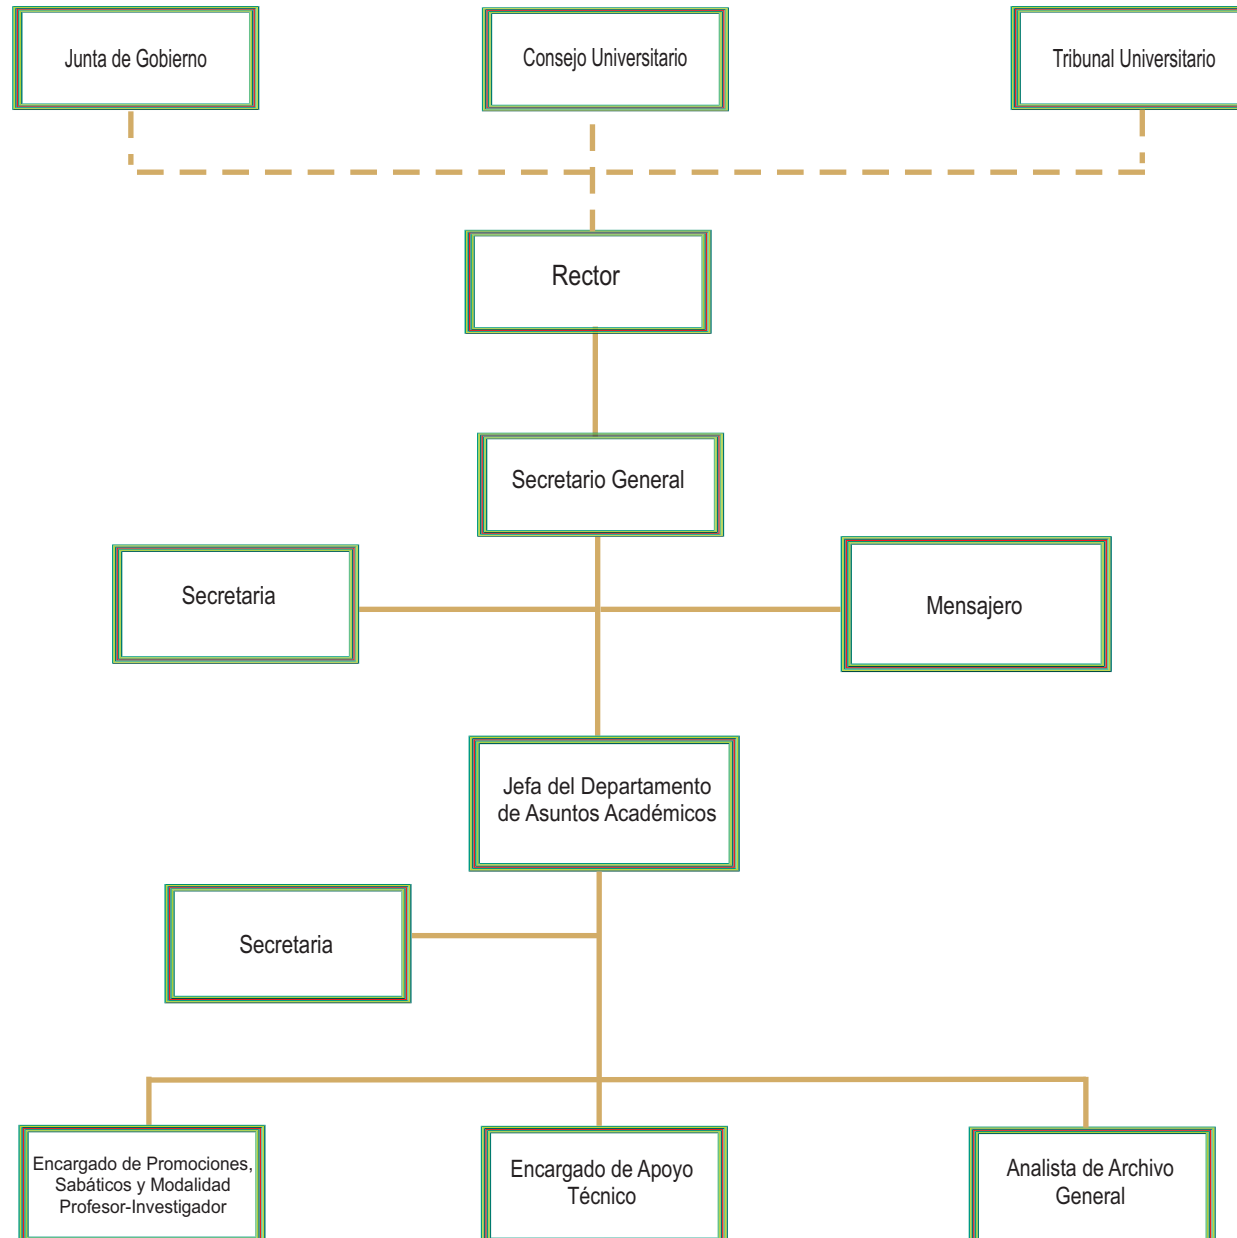 Junta de Gobierno
Consejo Universitario
Tribunal Universitario
Rector
Secretario General
Secretaria
Mensajero
Jefa del Departamento
de Asuntos Académicos
Secretaria
Encargado de Promociones,
Sabáticos y Modalidad
Profesor-Investigador
Encargado de Apoyo
Técnico
Analista de Archivo
General